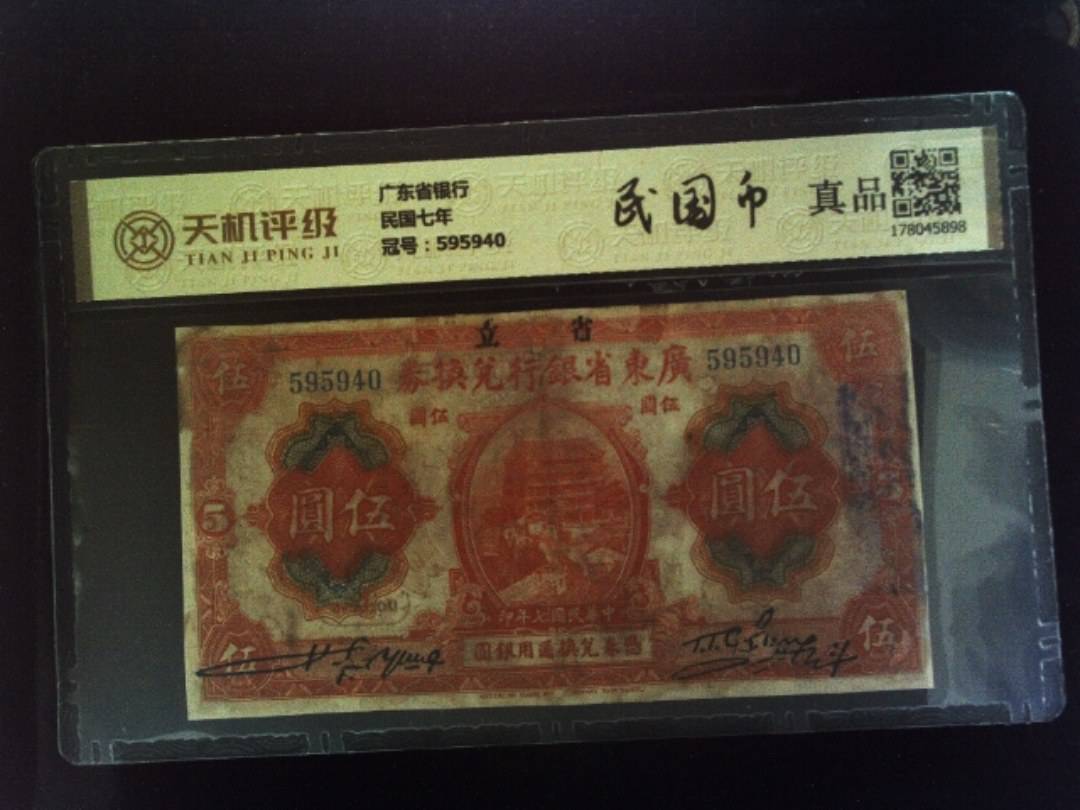 天机评级
TIAN JI PING JI
广东省银行
民国七年
冠号：595940
民国币
真品
178045898
立 省
伍
伍
595940
券換兌行銀省東廣
595940
圓伍
圓伍
圓伍
圓伍
5
印年七國民華中
圓銀用通換兌券憑
伍
伍